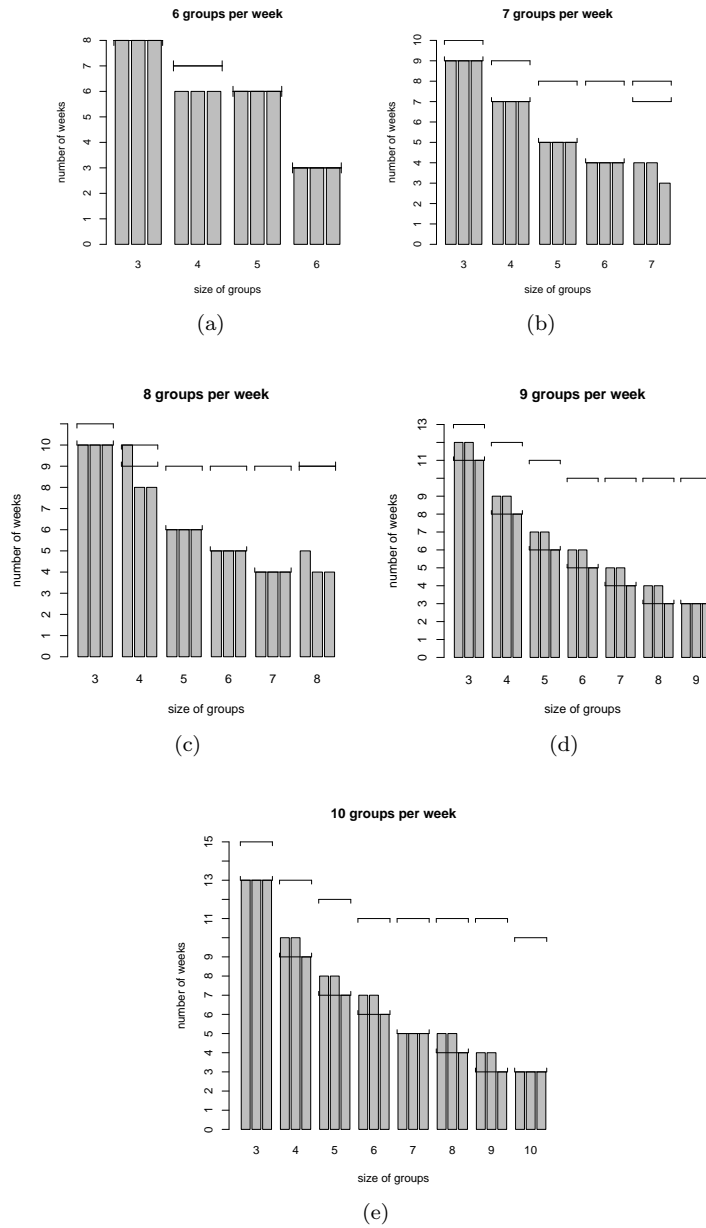 6 groups per week
number of weeks
0 1 2 3 4 5 6 7 8
3 4 5 6
size of groups
(a)
7 groups per week
number of weeks
0 1 2 3 4 5 6 7 8 9 10
3 4 5 6 7
size of groups
(b)
8 groups per week
number of weeks
0 1 2 3 4 5 6 7 8 9 10
3 4 5 6 7 8
size of groups
(c)
9 groups per week
number of weeks
0 1 2 3 4 5 6 7 8 9 11 13
3 4 5 6 7 8 9
size of groups
(d)
10 groups per week
number of weeks
0 1 2 3 4 5 6 7 8 9 11 13 15
3 4 5 6 7 8 9 10
size of groups
(e)